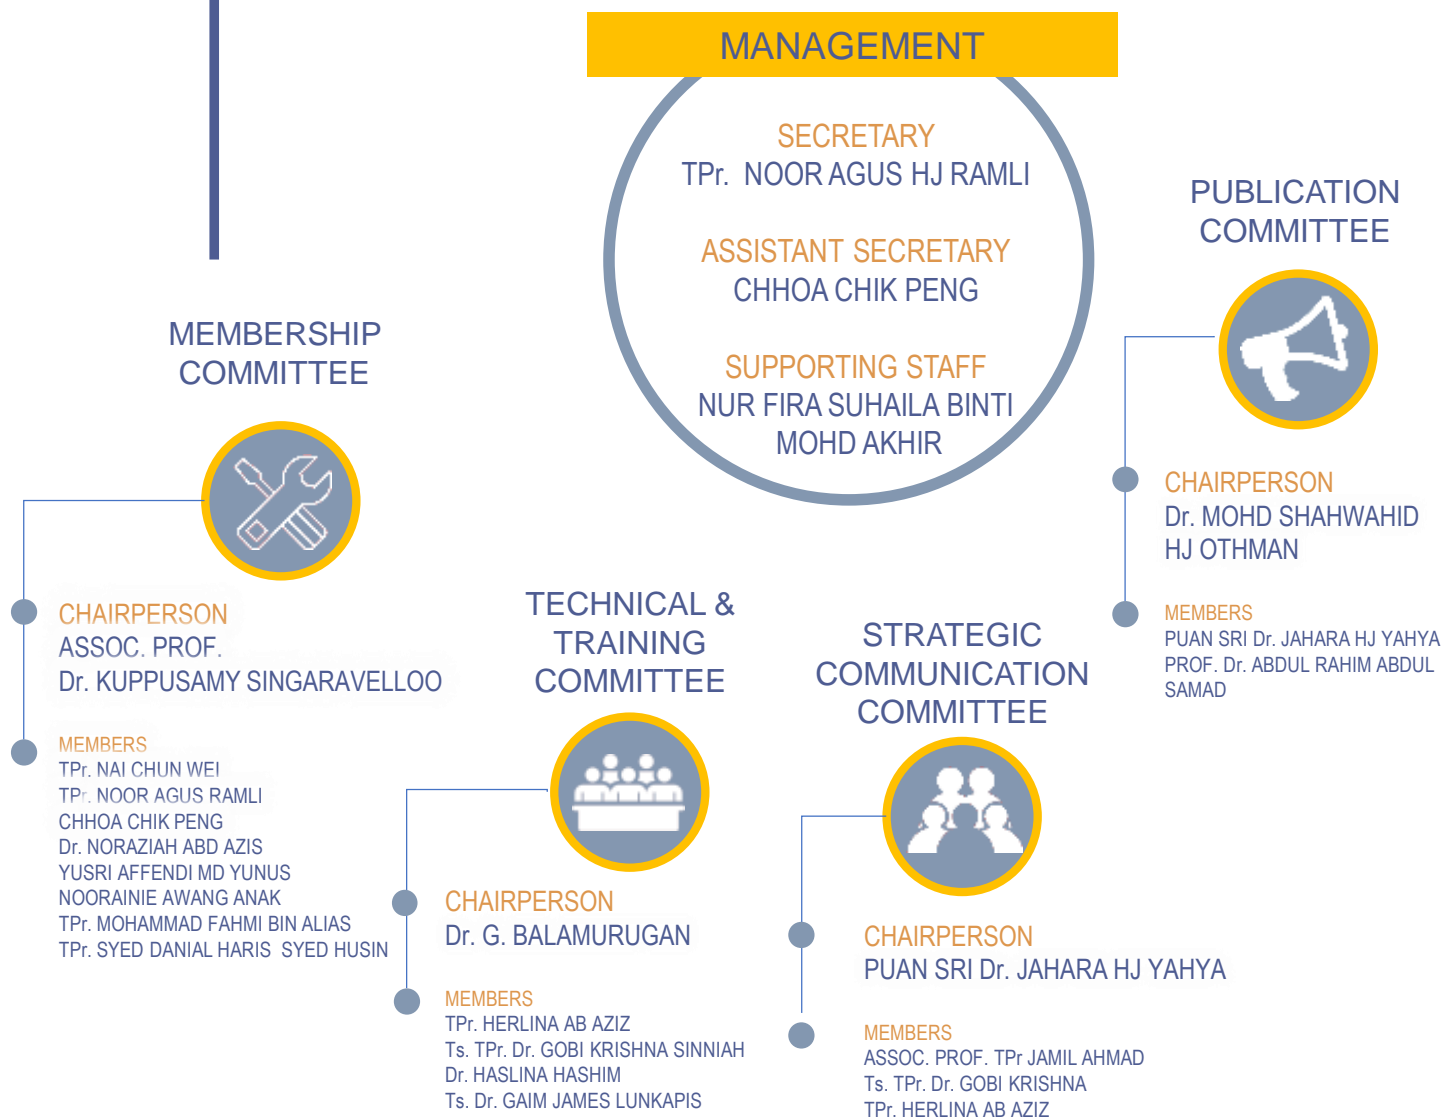 MANAGEMENT
SECRETARY
TPr. NOOR AGUS HJ RAMLI
ASSISTANT SECRETARY
CHHOA CHIK PENG
SUPPORTING STAFF
NUR FIRA SUHAILA BINTI
MOHD AKHIR
PUBLICATION
COMMITTEE
CHAIRPERSON
Dr. MOHD SHAHWAHID
HJ OTHMAN
MEMBERS
PUAN SRI Dr. JAHARA HJ YAHYA
PROF. Dr. ABDUL RAHIM ABDUL
SAMAD
MEMBERSHIP
COMMITTEE
CHAIRPERSON
ASSOC. PROF.
Dr. KUPPUSAMY SINGARAVELLOO
MEMBERS
TPr. NAI CHUN WEI
TPr. NOOR AGUS RAMLI
CHHOA CHIK PENG
Dr. NORAZIAH ABD AZIS
YUSRI AFFENDI MD YUNUS
NOORAINIE AWANG ANAK
TPr. MOHAMMAD FAHMI BIN ALIAS
TPr. SYED DANIAL HARIS SYED HUSIN
TECHNICAL &
TRAINING
COMMITTEE
CHAIRPERSON
Dr. G. BALAMURUGAN
MEMBERS
TPr. HERLINA AB AZIZ
Ts. TPr. Dr. GOBI KRISHNA SINNIAH
Dr. HASLINA HASHIM
Ts. Dr. GAIM JAMES LUNKAPIS
STRATEGIC
COMMUNICATION
COMMITTEE
CHAIRPERSON
PUAN SRI Dr. JAHARA HJ YAHYA
MEMBERS
ASSOC. PROF. TPr JAMIL AHMAD
Ts. TPr. Dr. GOBI KRISHNA
TPr. HERLINA AB AZIZ